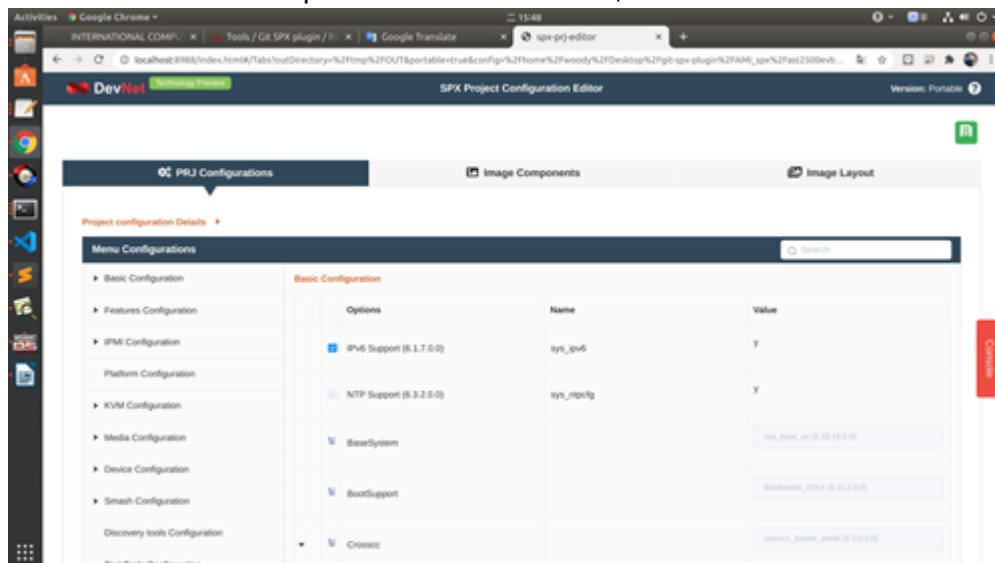 Activities
Google Chrome
15:48
INTERNATIONAL COMPU
Tools / Git SPX plugin /
Google Translate
spx-prj-editor
DevNet
Technology Preview
SPX Project Configuration Editor
Version: Portable
PRJ Configurations
Image Components
Image Layout
Project configuration Details
Menu Configurations
Search
Basic Configuration
Features Configuration
IPMI Configuration
Platform Configuration
KVM Configuration
Media Configuration
Device Configuration
Smash Configuration
Discovery tools Configuration
Basic Configuration
Options Name Value
IPv6 Support (6.1.7.0.0) sys_ipv6 y
NTP Support (6.3.2.0.0) sys_ntpcfg y
BaseSystem
BootSupport
Crosscc
Console